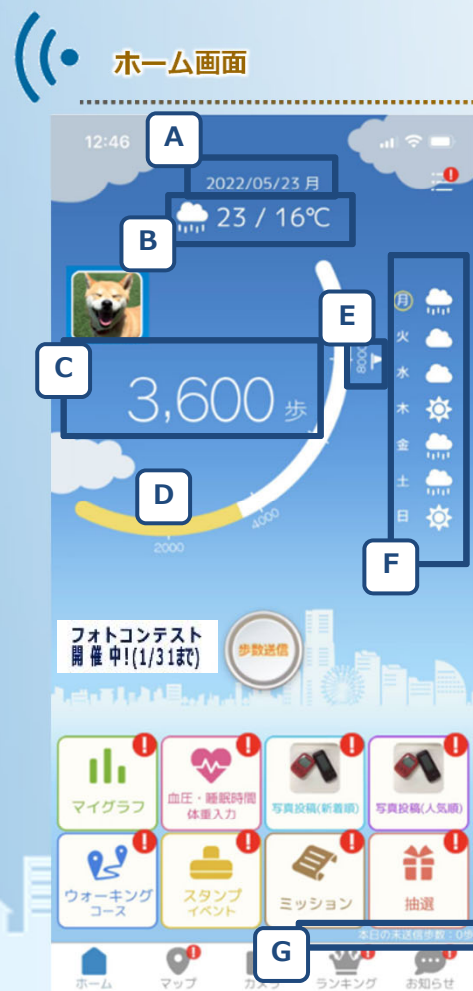 ホーム画面
12:46
A
2022/05/23 月
B
23 / 16℃
月
火
水
木
金
土
日
E
8000
C
3,600 歩
D
4000
2000
F
フォトコンテスト
開催中!(1/31まで)
歩数送信
マイグラフ
血圧・睡眠時間
体重入力
写真投稿(新着順)
写真投稿(人気順)
ウォーキング
コース
スタンプ
イベント
ミッション
抽選
本日の未送信歩数:0歩
G
ホーム
マップ
カメラ
ランキング
お知らせ